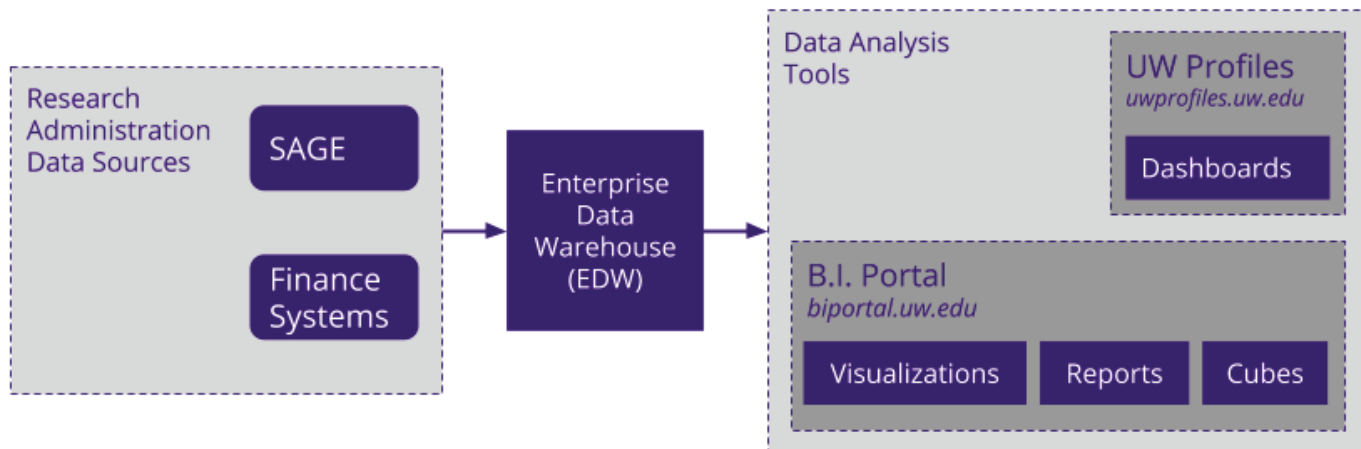 Research
Administration
Data Sources
SAGE
Finance
Systems
Enterprise
Data
Warehouse
(EDW)
Data Analysis
Tools
UW Profiles
uwprofiles.uw.edu
Dashboards
B.I. Portal
biportal.uw.edu
Visualizations
Reports
Cubes